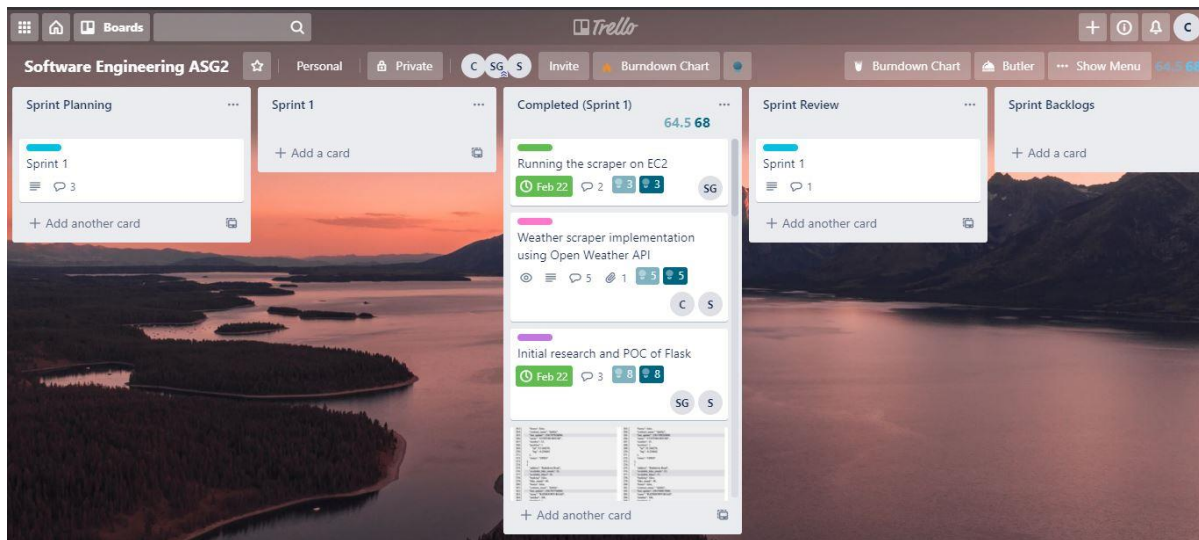 Boards
Trello
C
Software Engineering ASG2
Personal
Private
C SG S
Invite
Burndown Chart
Burndown Chart
Butler
Show Menu
64.5 68
Sprint Planning
Sprint 1
3
+ Add another card
Sprint 1
+ Add a card
Completed (Sprint 1)
64.5 68
Running the scraper on EC2
Feb 22 2 3 3
SG
Weather scraper implementation
using Open Weather API
5 1 5 5
C S
Initial research and POC of Flask
Feb 22 3 8 8
SG S
+ Add another card
Sprint Review
Sprint 1
1
+ Add another card
Sprint Backlogs
+ Add a card